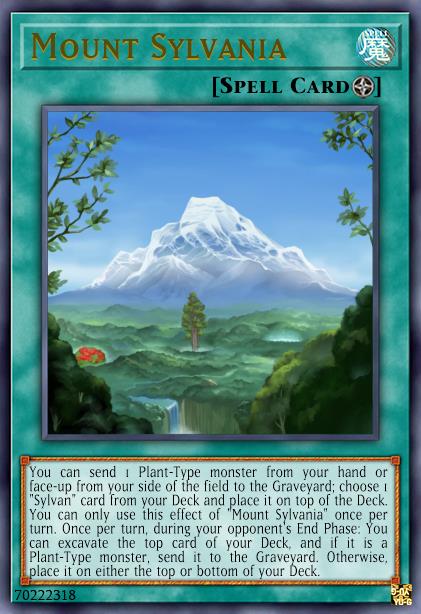 Mount Sylvania
SPELL
魔
[Spell Card]
You can send 1 Plant-Type monster from your hand or
face-up from your side of the field to the Graveyard; choose 1
"Sylvan" card from your Deck and place it on top of the Deck.
You can only use this effect of "Mount Sylvania" once per
turn. Once per turn, during your opponent's End Phase: You
can excavate the top card of your Deck, and if it is a
Plant-Type monster, send it to the Graveyard. Otherwise,
place it on either the top or bottom of your Deck.
70222318